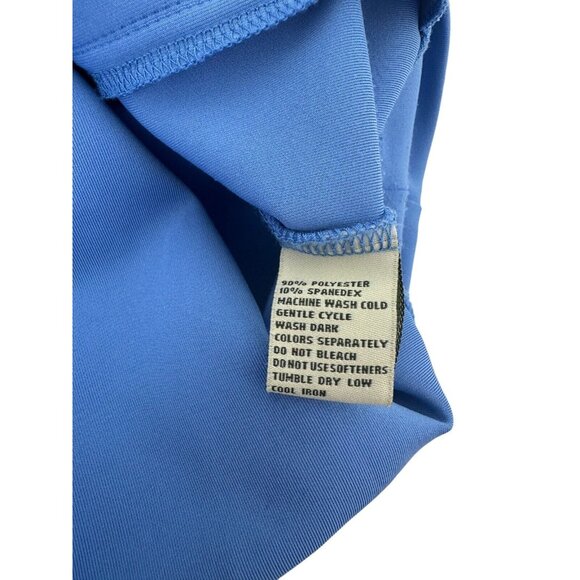 90% POLYESTER
10% SPANEDEX
MACHINE WASH COLD
GENTLE CYCLE
WASH DARK
COLORS SEPARATELY
DO NOT BLEACH
DO NOT USE SOFTENERS
TUMBLE DRY LOW
COOL IRON